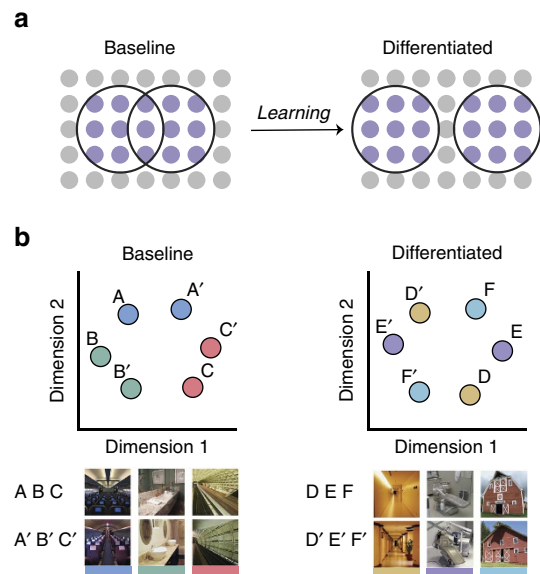 a
Baseline
Differentiated
Learning
b
Baseline
Differentiated
Dimension 2
A
A′
B
B′
C′
C
Dimension 1
Dimension 2
D′
F
E′
E
F′
D
Dimension 1
A B C
A′ B′ C′
D E F
D′ E′ F′